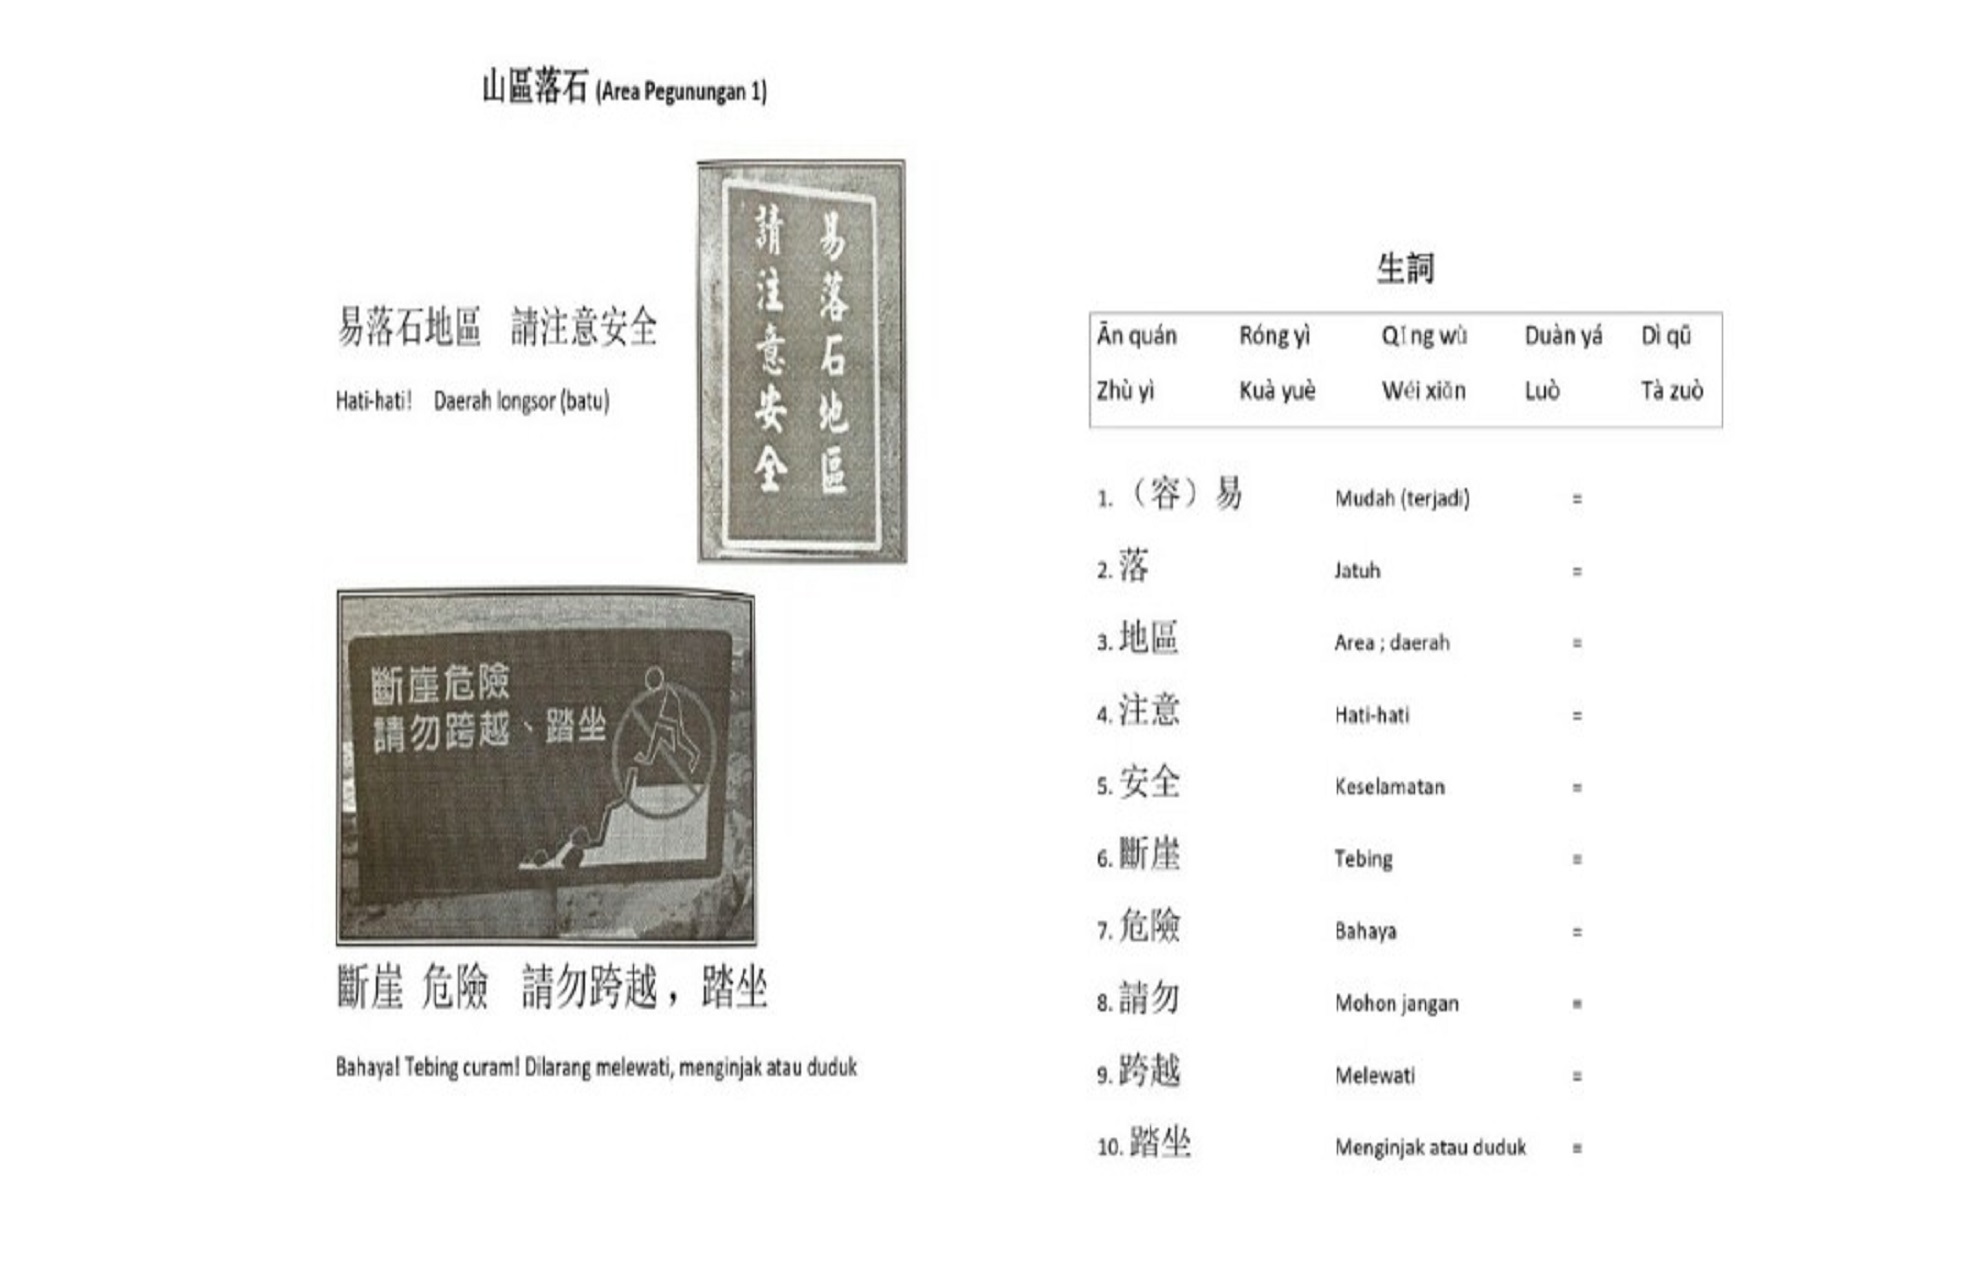 山區落石 (Area Pegunungan 1)
易落石地區
請注意安全
易落石地區 請注意安全
Hati-hati! Daerah longsor (batu)
斷崖危險
請勿跨越、踏坐
斷崖 危險 請勿跨越，踏坐
Bahaya! Tebing curam! Dilarang melewati, menginjak atau duduk
生詞
Ān quán Róng yì Qǐng wù Duàn yá Dì qū
Zhù yì Kuà yuè Wéi xiǎn Luò Tà zuò
1.（容）易 Mudah (terjadi) =
2. 落 Jatuh =
3. 地區 Area ; daerah =
4. 注意 Hati-hati =
5. 安全 Keselamatan =
6. 斷崖 Tebing =
7. 危險 Bahaya =
8. 請勿 Mohon jangan =
9. 跨越 Melewati =
10. 踏坐 Menginjak atau duduk =